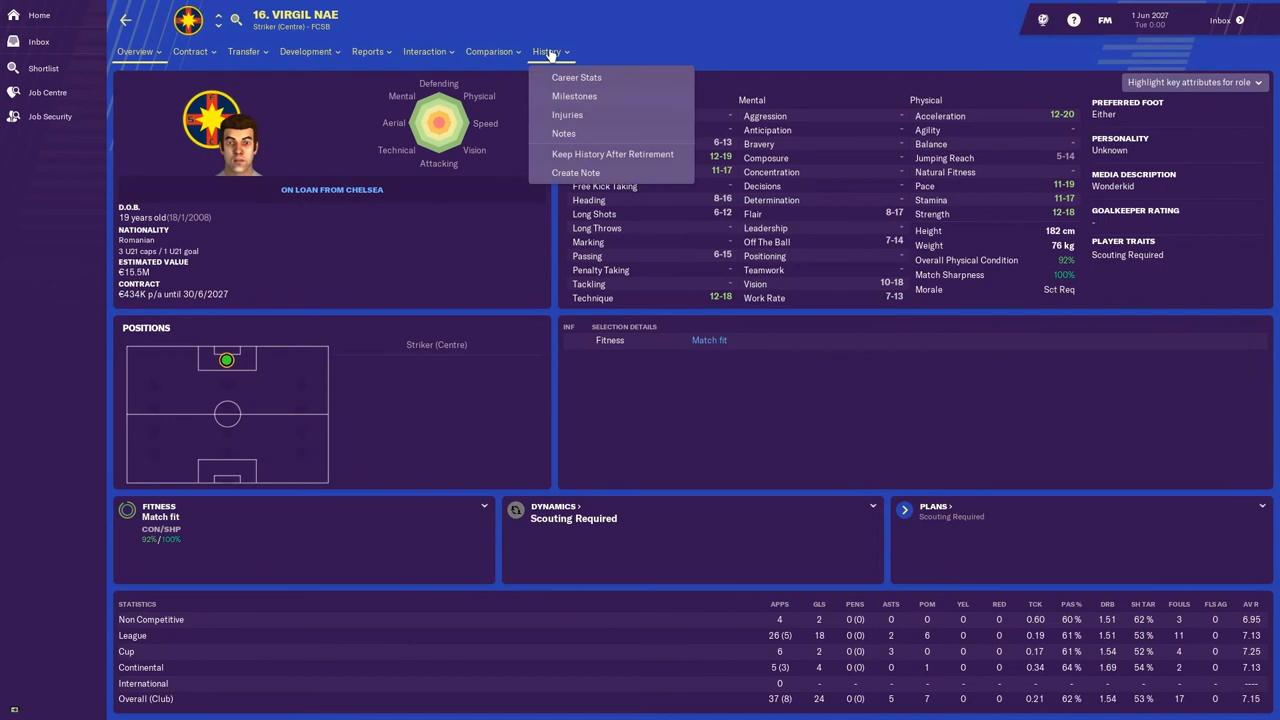 Home
Inbox
Shortlist
Job Centre
Job Security
16. VIRGIL NAE
Striker (Centre) - FCSB
FM
1 Jun 2027
Tue 0:00
Inbox
Overview
Contract
Transfer
Development
Reports
Interaction
Comparison
History
Career Stats
Milestones
Injuries
Notes
Keep History After Retirement
Create Note
Highlight key attributes for role
Defending
Mental
Physical
Aerial
Speed
Technical
Vision
Attacking
ON LOAN FROM CHELSEA
D.O.B.
19 years old(18/1/2008)
NATIONALITY
Romanian
3 U21 caps / 1 U21 goal
ESTIMATED VALUE
€15.5M
CONTRACT
€434K p/a until 30/6/2027
-
-
6-13
12-19
11-17
Free Kick Taking -
Heading 8-16
Long Shots 6-12
Long Throws -
Marking -
Passing 6-15
Penalty Taking -
Tackling -
Technique 12-18
Mental
Aggression -
Anticipation -
Bravery -
Composure -
Concentration -
Decisions -
Determination -
Flair 8-17
Leadership -
Off The Ball 7-14
Positioning -
Teamwork -
Vision 10-18
Work Rate 7-13
Physical
Acceleration 12-20
Agility -
Balance -
Jumping Reach 5-14
Natural Fitness -
Pace 11-19
Stamina 11-17
Strength 12-18
Height 182 cm
Weight 76 kg
Overall Physical Condition 92%
Match Sharpness 100%
Morale Sct Req
PREFERRED FOOT
Either
PERSONALITY
Unknown
MEDIA DESCRIPTION
Wonderkid
GOALKEEPER RATING
-
PLAYER TRAITS
Scouting Required
POSITIONS
Striker (Centre)
INF SELECTION DETAILS
Fitness Match fit
FITNESS
Match fit
CON/SHP
92%/100%
DYNAMICS >
Scouting Required
PLANS >
Scouting Required
STATISTICS APPS GLS PENS ASTS POM YEL RED TCK PAS % DRB SH TAR FOULS FLS AG AV R
Non Competitive 4 2 0 (0) 0 0 0 0 0.60 60 % 1.51 62 % 3 0 6.95
League 26 (5) 18 0 (0) 2 6 0 0 0.19 61 % 1.51 53 % 11 0 7.13
Cup 6 2 0 (0) 3 0 0 0 0.17 61 % 1.54 52 % 4 0 7.25
Continental 5 (3) 4 0 (0) 0 1 0 0 0.34 64 % 1.69 54 % 2 0 7.13
International 0 - - - - - - - - - - - - ----
Overall (Club) 37 (8) 24 0 (0) 5 7 0 0 0.21 62 % 1.54 53 % 17 0 7.15